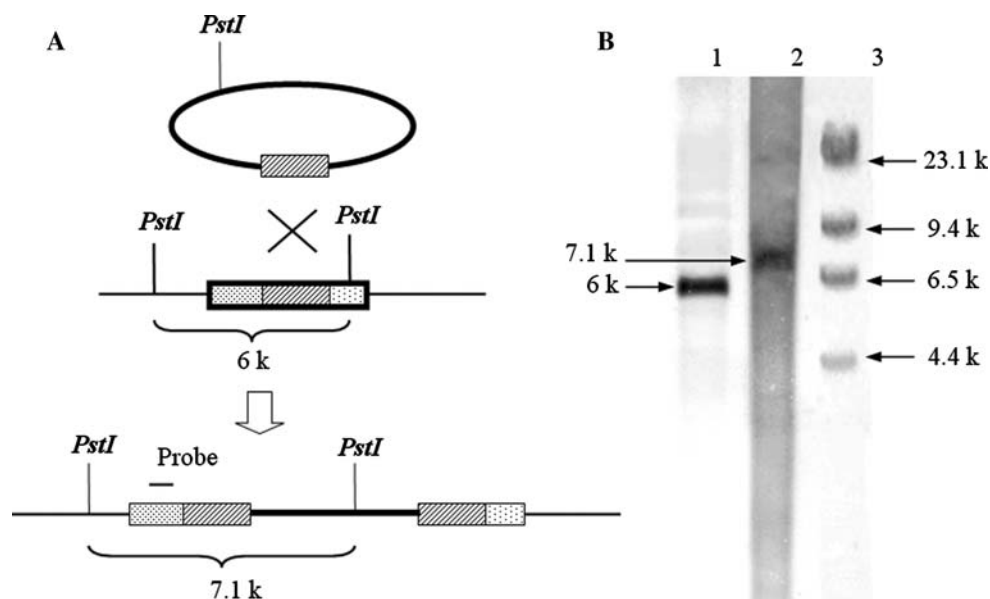 A
PstI
PstI
PstI
6 k
Probe
PstI
PstI
7.1 k
B
1 2 3
23.1 k
9.4 k
7.1 k
6 k
6.5 k
4.4 k